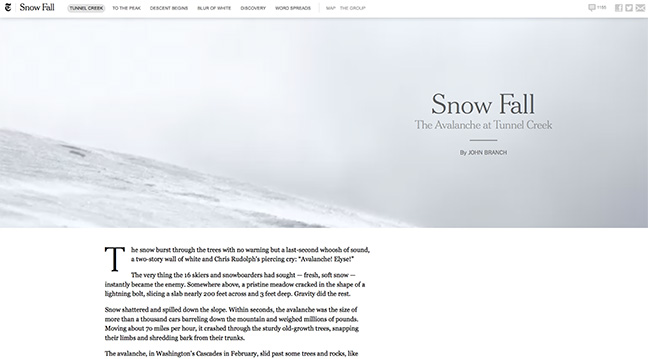 Snow Fall TUNNEL CREEK TO THE PEAK DESCENT BEGINS BLUR OF WHITE DISCOVERY WORD SPREADS MAP THE GROUP
Snow Fall
The Avalanche at Tunnel Creek
By JOHN BRANCH
The snow burst through the trees with no warning but a last-second whoosh of sound,
a two-story wall of white and Chris Rudolph's piercing cry: “Avalanche! Elyse!”
The very thing the 16 skiers and snowboarders had sought — fresh, soft snow —
instantly became the enemy. Somewhere above, a pristine meadow cracked in the shape of a
lightning bolt, slicing a slab nearly 200 feet across and 3 feet deep. Gravity did the rest.
Snow shattered and spilled down the slope. Within seconds, the avalanche was the size of
more than a thousand cars barreling down the mountain and weighed millions of pounds.
Moving about 70 miles per hour, it crashed through the sturdy old-growth trees, snapping
their limbs and shredding bark from their trunks.
The avalanche, in Washington's Cascades in February, slid past some trees and rocks, like